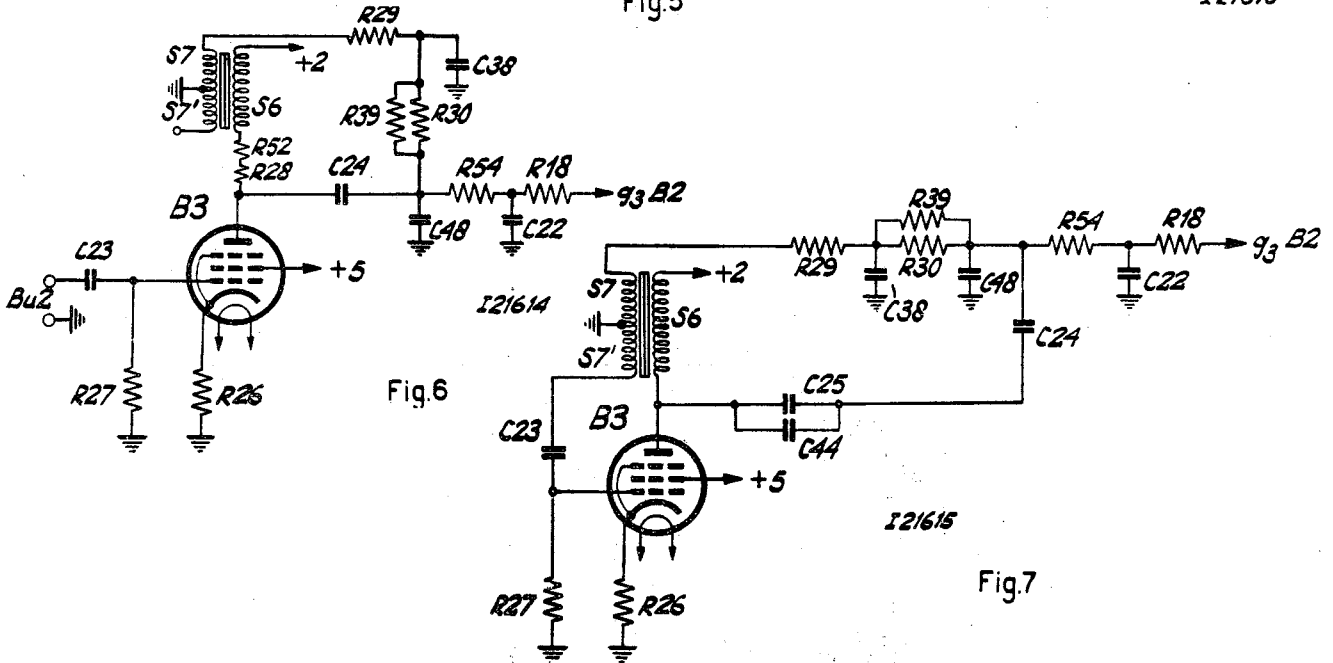 Fig.5
R29
S7
+2
C38
S7'
S6
R39
R30
R52
R28
C24
R54
R18
g3 B2
B3
C48
C22
C23
+5
Bu2
R27
R26
Fig.6
I21614
R39
R54
R18
g3 B2
R29
R30
C38
C48
C22
S7
+2
S6
S7'
C24
C25
C44
B3
C23
+5
I21615
R27
R26
Fig.7